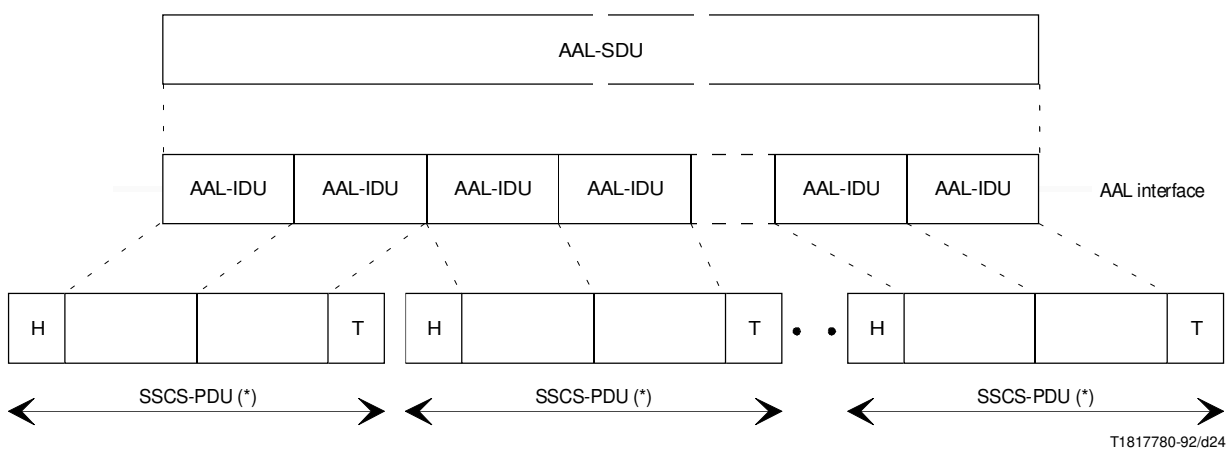 AAL-SDU
AAL-IDU AAL-IDU AAL-IDU AAL-IDU AAL-IDU AAL-IDU AAL interface
H T H T H T
SSCS-PDU (*) SSCS-PDU (*) SSCS-PDU (*)
T1817780-92/d24